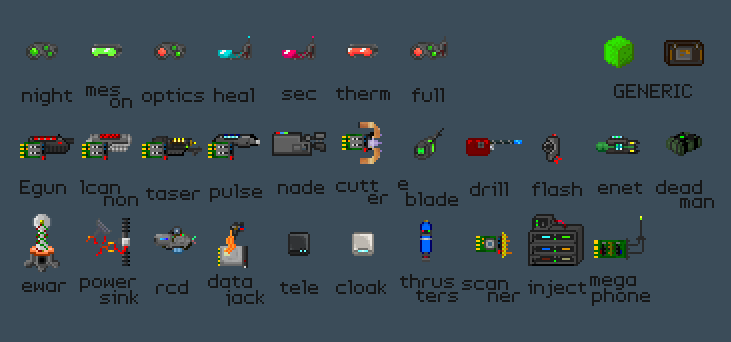 night mes on optics heal sec therm full GENERIC
Egun lcan non taser pulse nade cutt er e blade drill flash enet dead man
ewar power sink rcd data jack tele cloak thrus ters scan ner inject mega phone